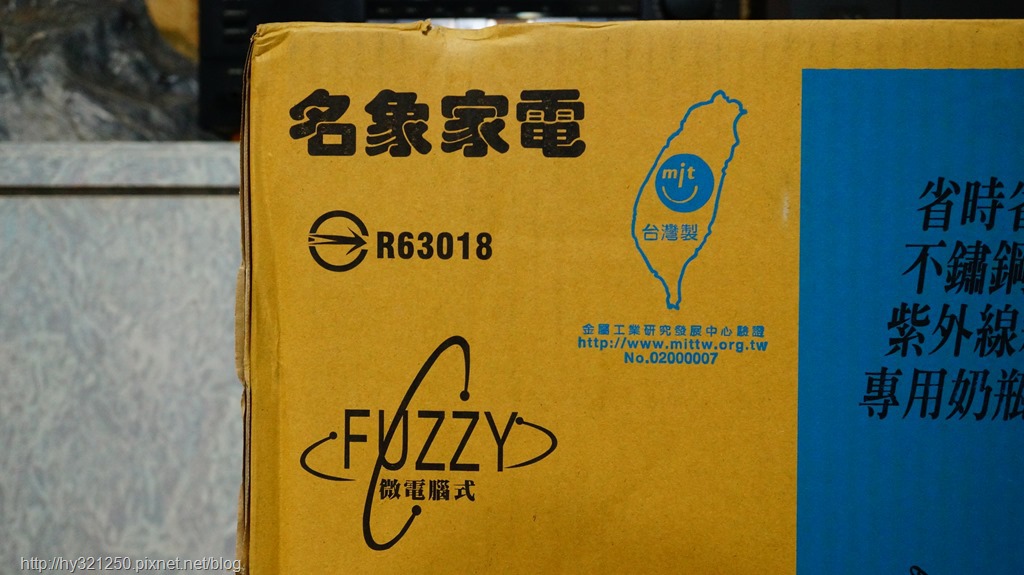 名象家電
R63018
mit
台灣製
金屬工業研究發展中心驗證
http://www.mittw.org.tw
No.02000007
FUZZY
微電腦式
省時省
不鏽鋼
紫外線
專用奶瓶
http://hy321250.pixnet.net/blog